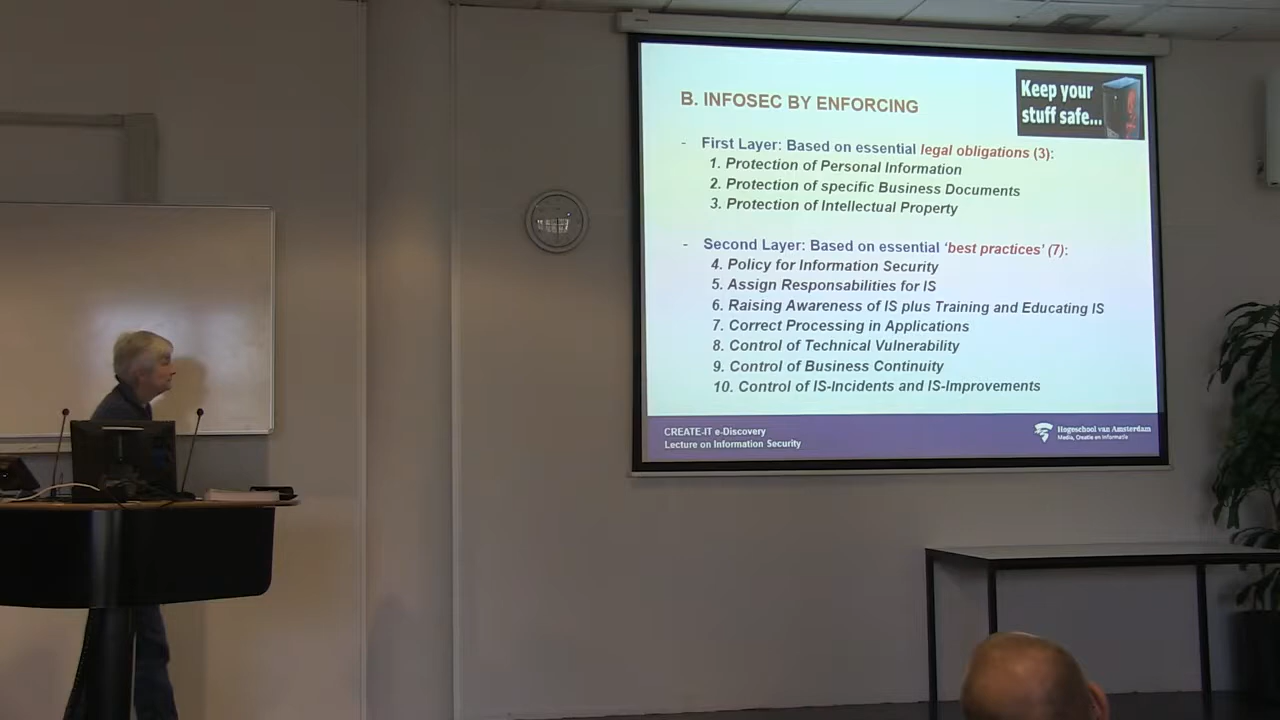 B. INFOSEC BY ENFORCING
Keep your
stuff safe...
- First Layer: Based on essential legal obligations (3):
1. Protection of Personal Information
2. Protection of specific Business Documents
3. Protection of Intellectual Property
- Second Layer: Based on essential ‘best practices’ (7):
4. Policy for Information Security
5. Assign Responsabilities for IS
6. Raising Awareness of IS plus Training and Educating IS
7. Correct Processing in Applications
8. Control of Technical Vulnerability
9. Control of Business Continuity
10. Control of IS-Incidents and IS-Improvements
CREATE-IT e-Discovery
Lecture on Information Security
Hogeschool van Amsterdam
Media, Creatie en Informatie